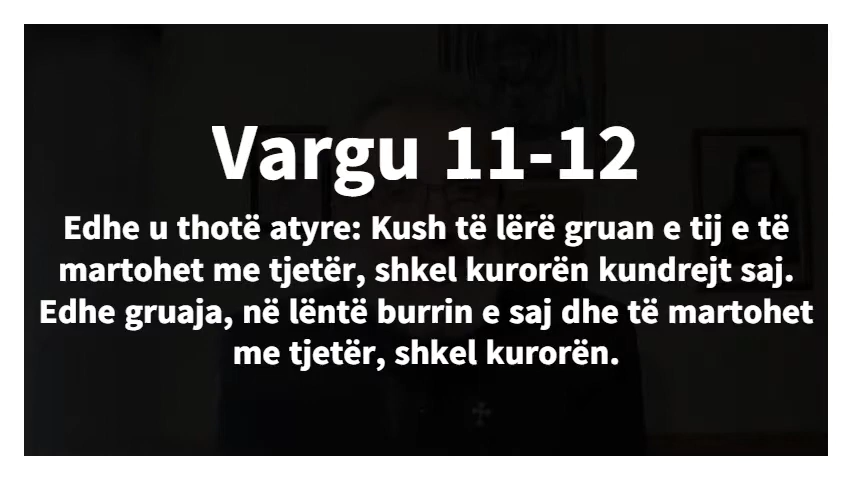 Vargu 11-12
Edhe u thotë atyre: Kush të lërë gruan e tij e të
martohet me tjetër, shkel kurorën kundrejt saj.
Edhe gruaja, në lëntë burrin e saj dhe të martohet
me tjetër, shkel kurorën.